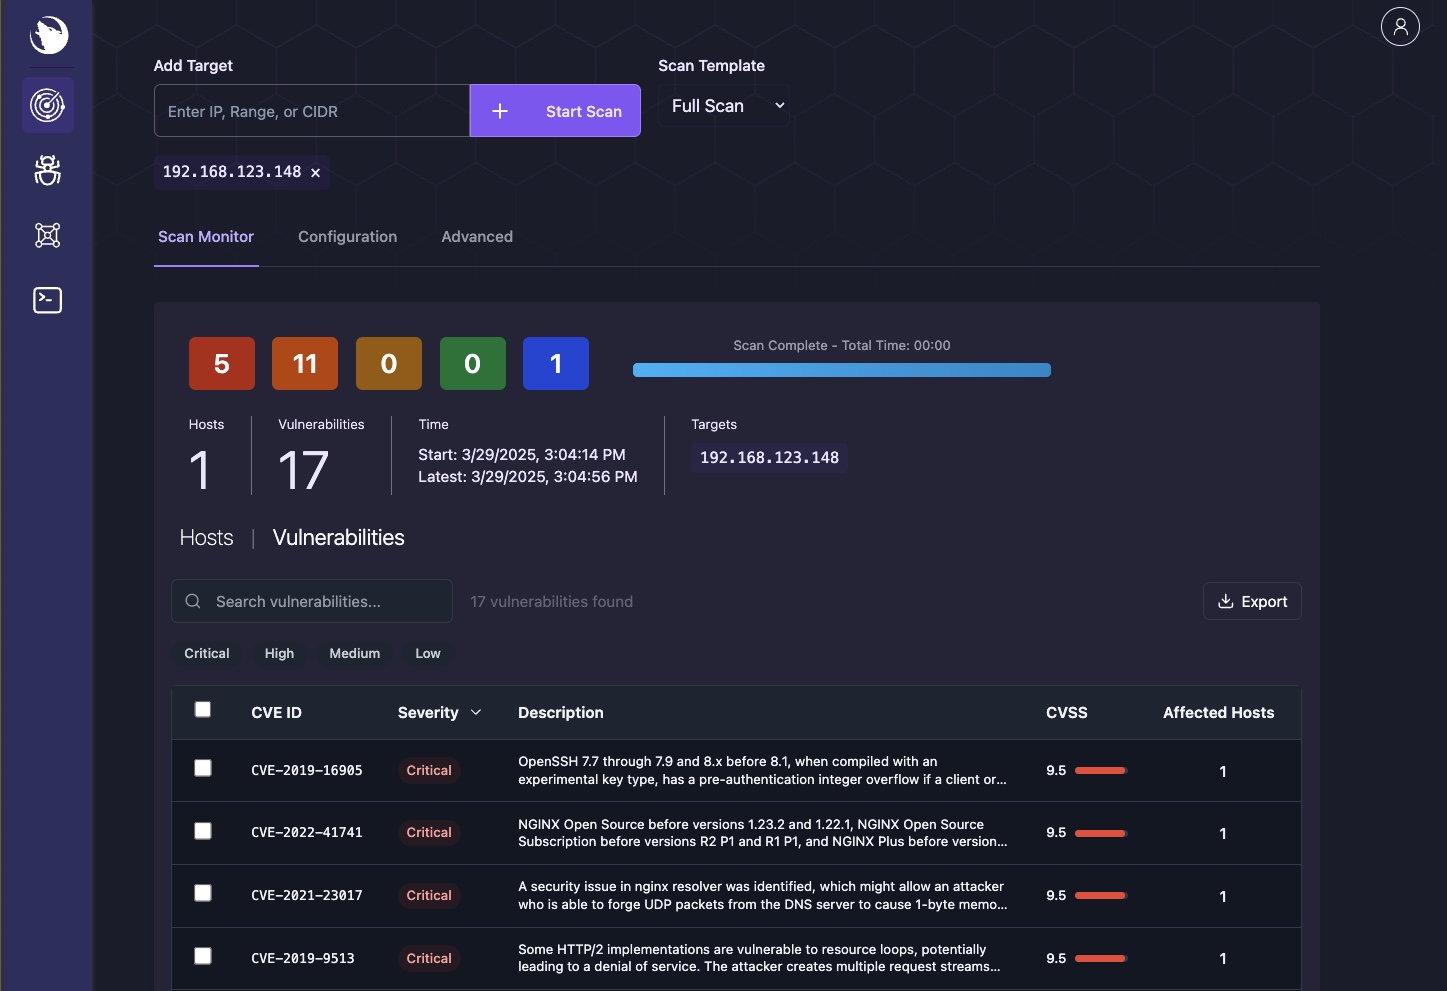 Add Target
Scan Template
Enter IP, Range, or CIDR
+ Start Scan
Full Scan
192.168.123.148 ×
Scan Monitor
Configuration
Advanced
5
11
0
0
1
Scan Complete - Total Time: 00:00
Hosts
1
Vulnerabilities
17
Time
Start: 3/29/2025, 3:04:14 PM
Latest: 3/29/2025, 3:04:56 PM
Targets
192.168.123.148
Hosts | Vulnerabilities
Search vulnerabilities...
17 vulnerabilities found
Export
Critical
High
Medium
Low
CVE ID Severity Description CVSS Affected Hosts
CVE-2019-16905 Critical
OpenSSH 7.7 through 7.9 and 8.x before 8.1, when compiled with an
experimental key type, has a pre-authentication integer overflow if a client or...
9.5 1
CVE-2022-41741 Critical
NGINX Open Source before versions 1.23.2 and 1.22.1, NGINX Open Source
Subscription before versions R2 P1 and R1 P1, and NGINX Plus before version...
9.5 1
CVE-2021-23017 Critical
A security issue in nginx resolver was identified, which might allow an attacker
who is able to forge UDP packets from the DNS server to cause 1-byte memo...
9.5 1
CVE-2019-9513 Critical
Some HTTP/2 implementations are vulnerable to resource loops, potentially
leading to a denial of service. The attacker creates multiple request streams...
9.5 1